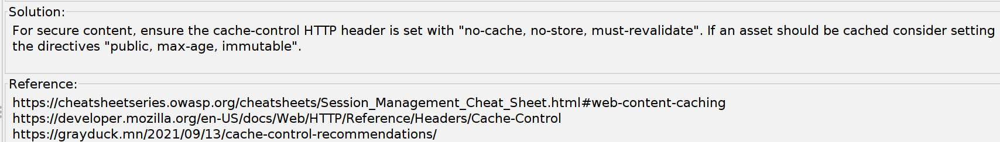 Solution:
For secure content, ensure the cache-control HTTP header is set with "no-cache, no-store, must-revalidate". If an asset should be cached consider setting
the directives "public, max-age, immutable".
Reference:
https://cheatsheetseries.owasp.org/cheatsheets/Session_Management_Cheat_Sheet.html#web-content-caching
https://developer.mozilla.org/en-US/docs/Web/HTTP/Reference/Headers/Cache-Control
https://grayduck.mn/2021/09/13/cache-control-recommendations/